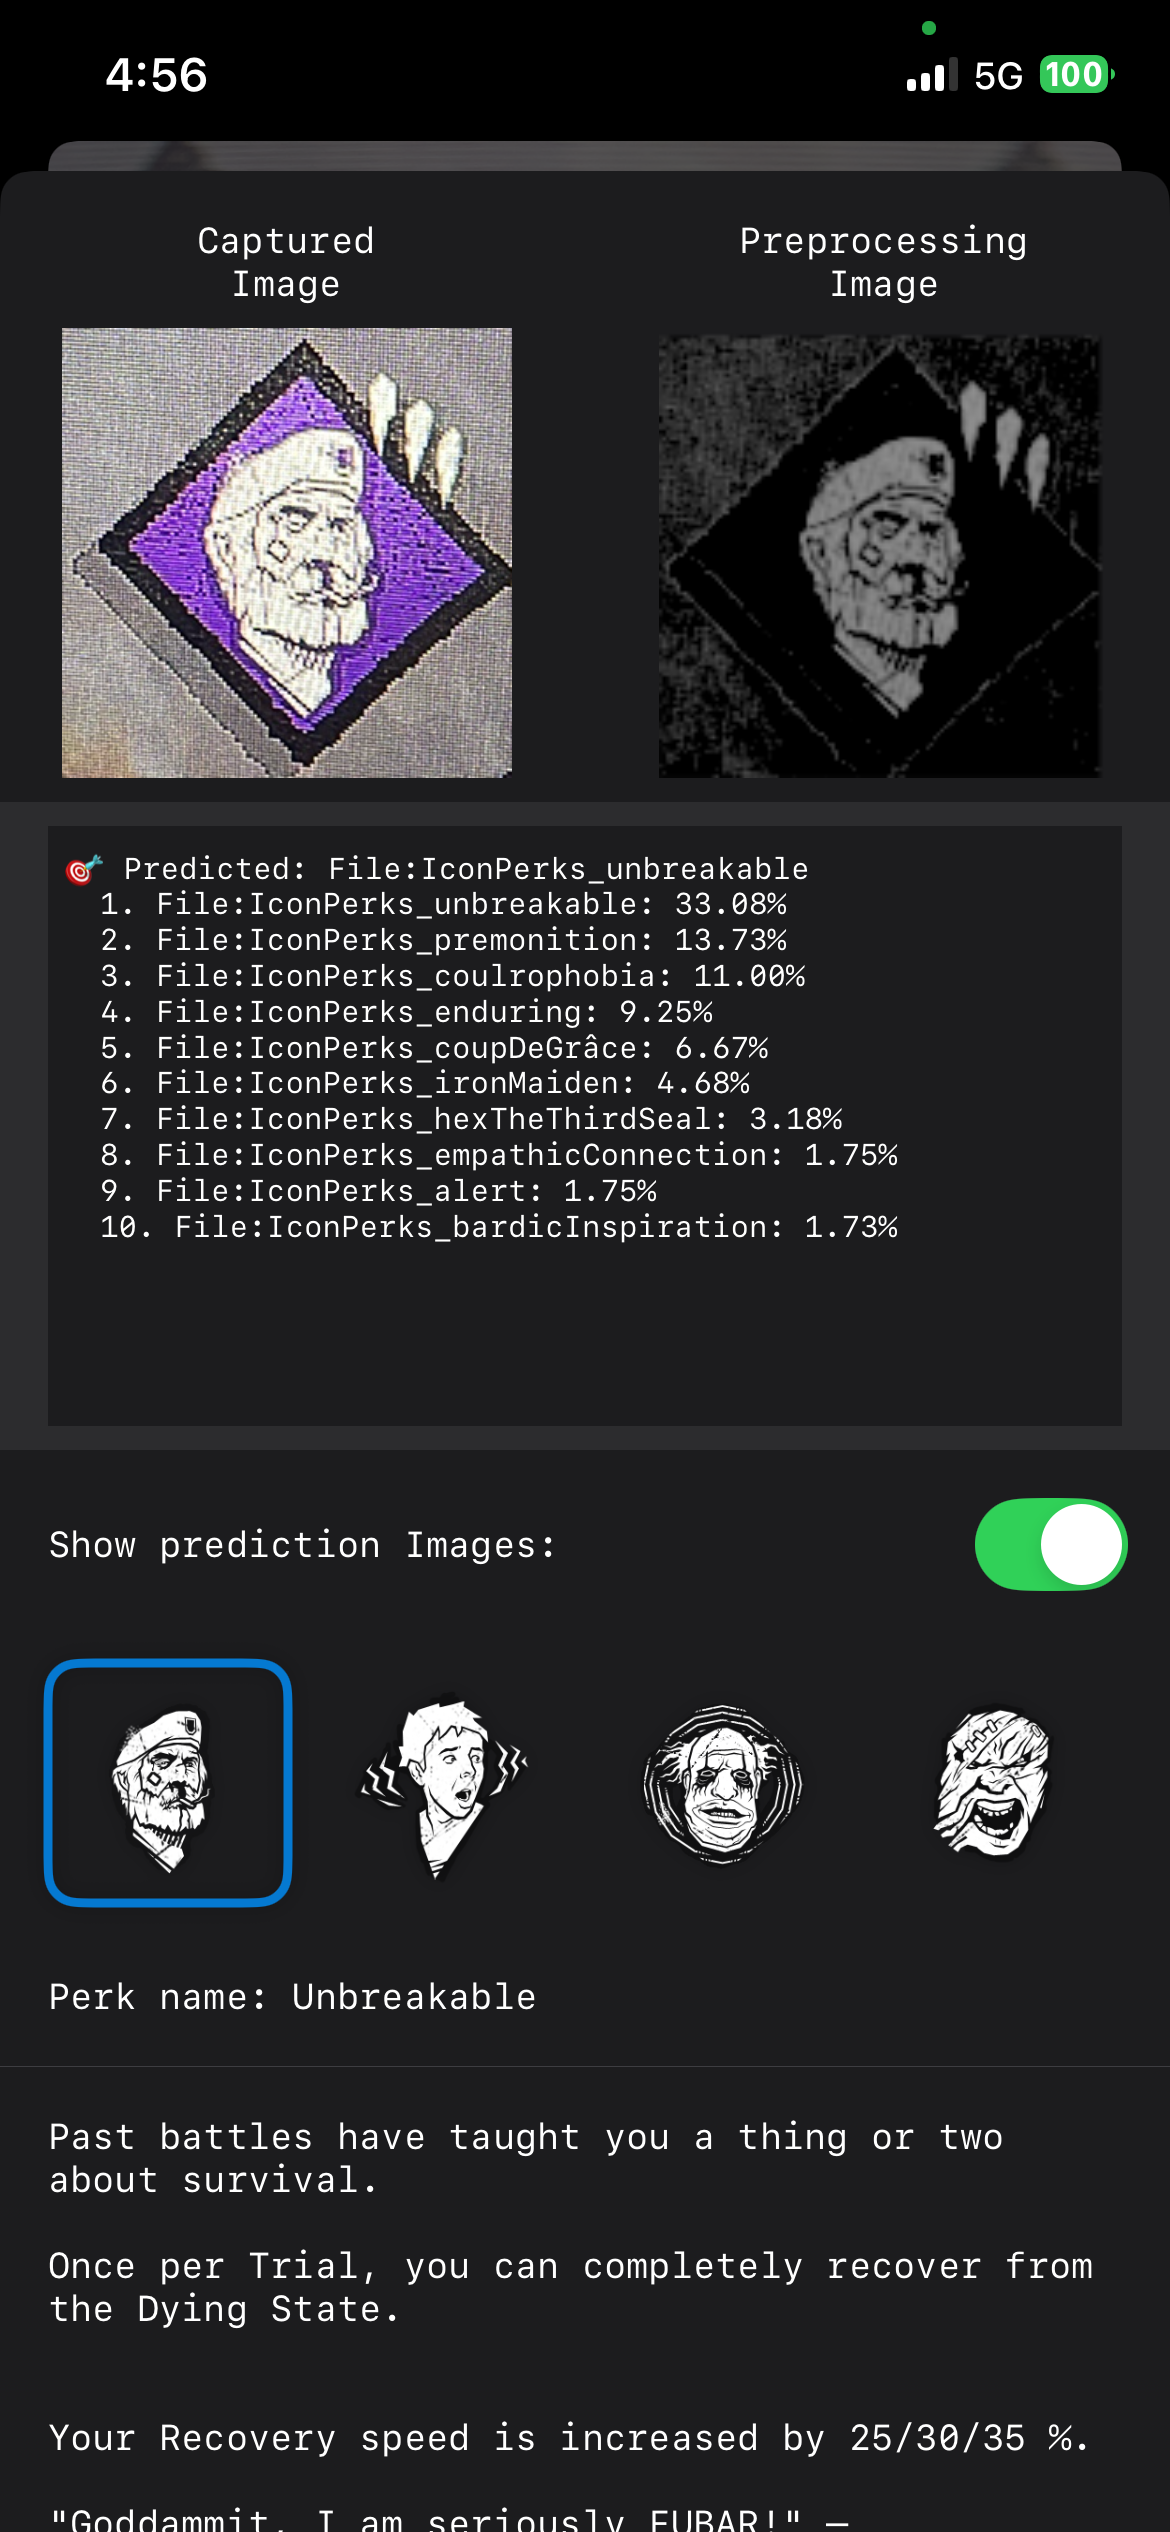 4:56
5G 100
Captured
Image
Preprocessing
Image
🎯 Predicted: File:IconPerks_unbreakable
1. File:IconPerks_unbreakable: 33.08%
2. File:IconPerks_premonition: 13.73%
3. File:IconPerks_coulrophobia: 11.00%
4. File:IconPerks_enduring: 9.25%
5. File:IconPerks_coupDeGrâce: 6.67%
6. File:IconPerks_ironMaiden: 4.68%
7. File:IconPerks_hexTheThirdSeal: 3.18%
8. File:IconPerks_empathicConnection: 1.75%
9. File:IconPerks_alert: 1.75%
10. File:IconPerks_bardicInspiration: 1.73%
Show prediction Images:
Perk name: Unbreakable
Past battles have taught you a thing or two
about survival.
Once per Trial, you can completely recover from
the Dying State.
Your Recovery speed is increased by 25/30/35 %.
"Goddammit, I am seriously FUBAR!" —